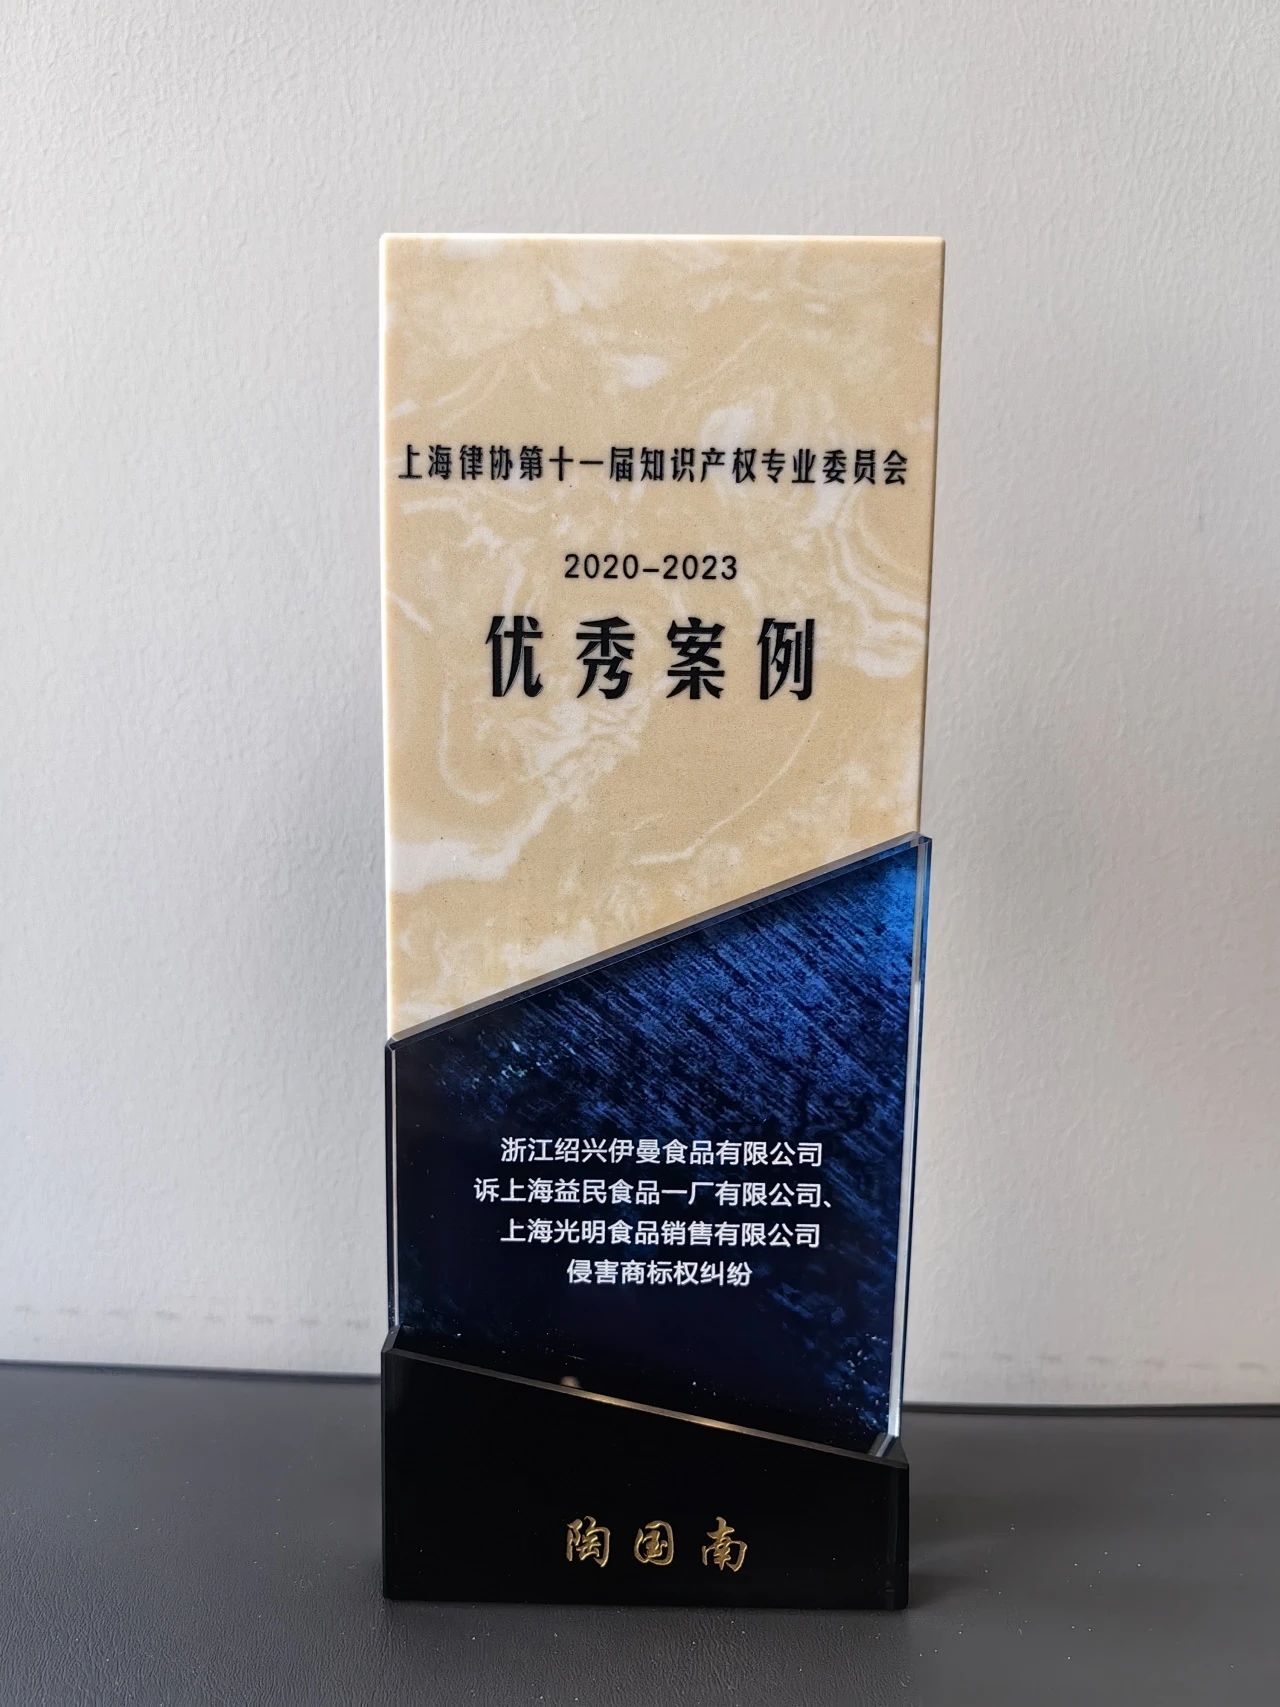 上海律协第十一届知识产权专业委员会
2020-2023
优秀案例
浙江绍兴伊曼食品有限公司
诉上海益民食品一厂有限公司、
上海光明食品销售有限公司
侵害商标权纠纷
陶国南